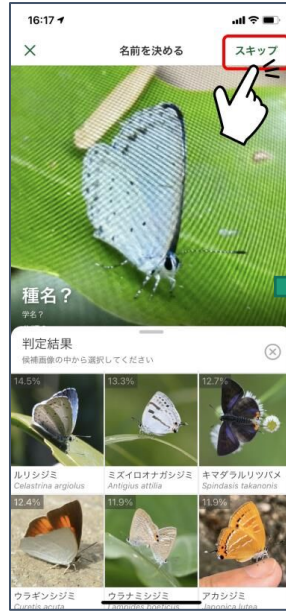 16:17
名前を決める
スキップ
種名?
学名?
判定結果
候補画像の中から選択してください
14.5%
13.3%
12.7%
ルリシジミ
ミズイロオナガシジミ
キマダラルリツバメ
Celastrina argiolus
Antigius attilia
Spindasis takanonis
12.4%
11.9%
11.9%
ウラギンシジミ
ウラナミシジミ
アカシジミ
Curetis acuta
Lampides boeticus
Japonica lutea